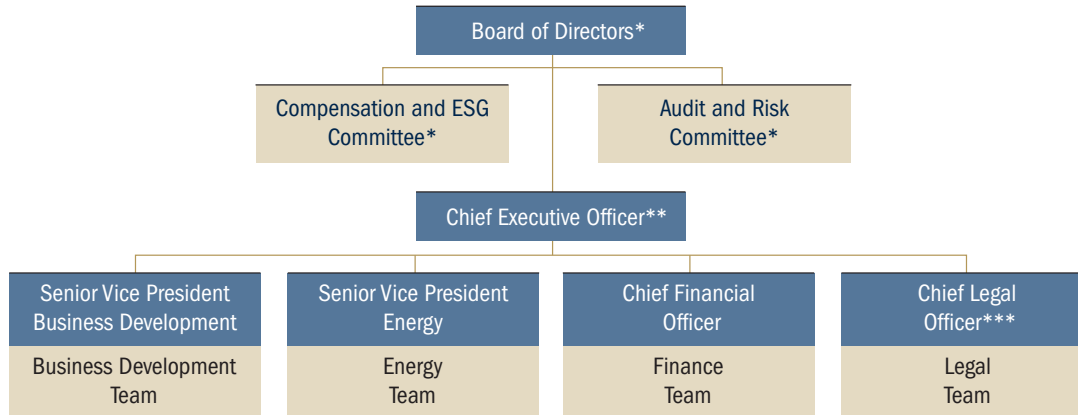 Board of Directors*
Compensation and ESG
Committee*
Audit and Risk
Committee*
Chief Executive Officer**
Senior Vice President
Business Development
Senior Vice President
Energy
Chief Financial
Officer
Chief Legal
Officer***
Business Development
Team
Energy
Team
Finance
Team
Legal
Team